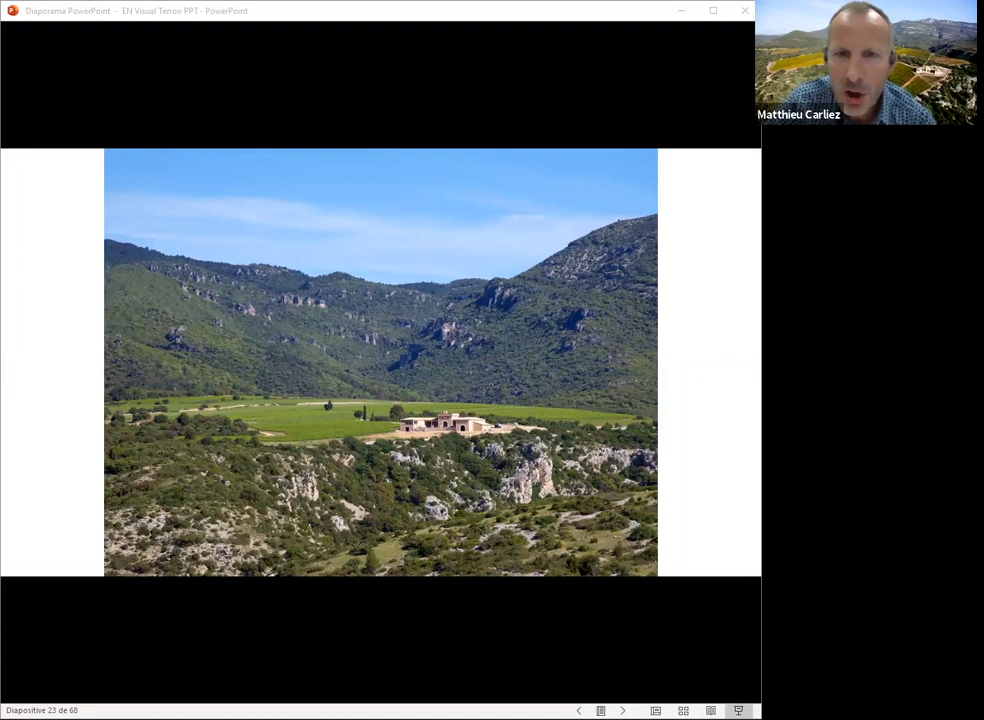 Diaporama PowerPoint - EN Visual Terroir PPT - PowerPoint
Matthieu Carliez
Diapositive 23 de 68